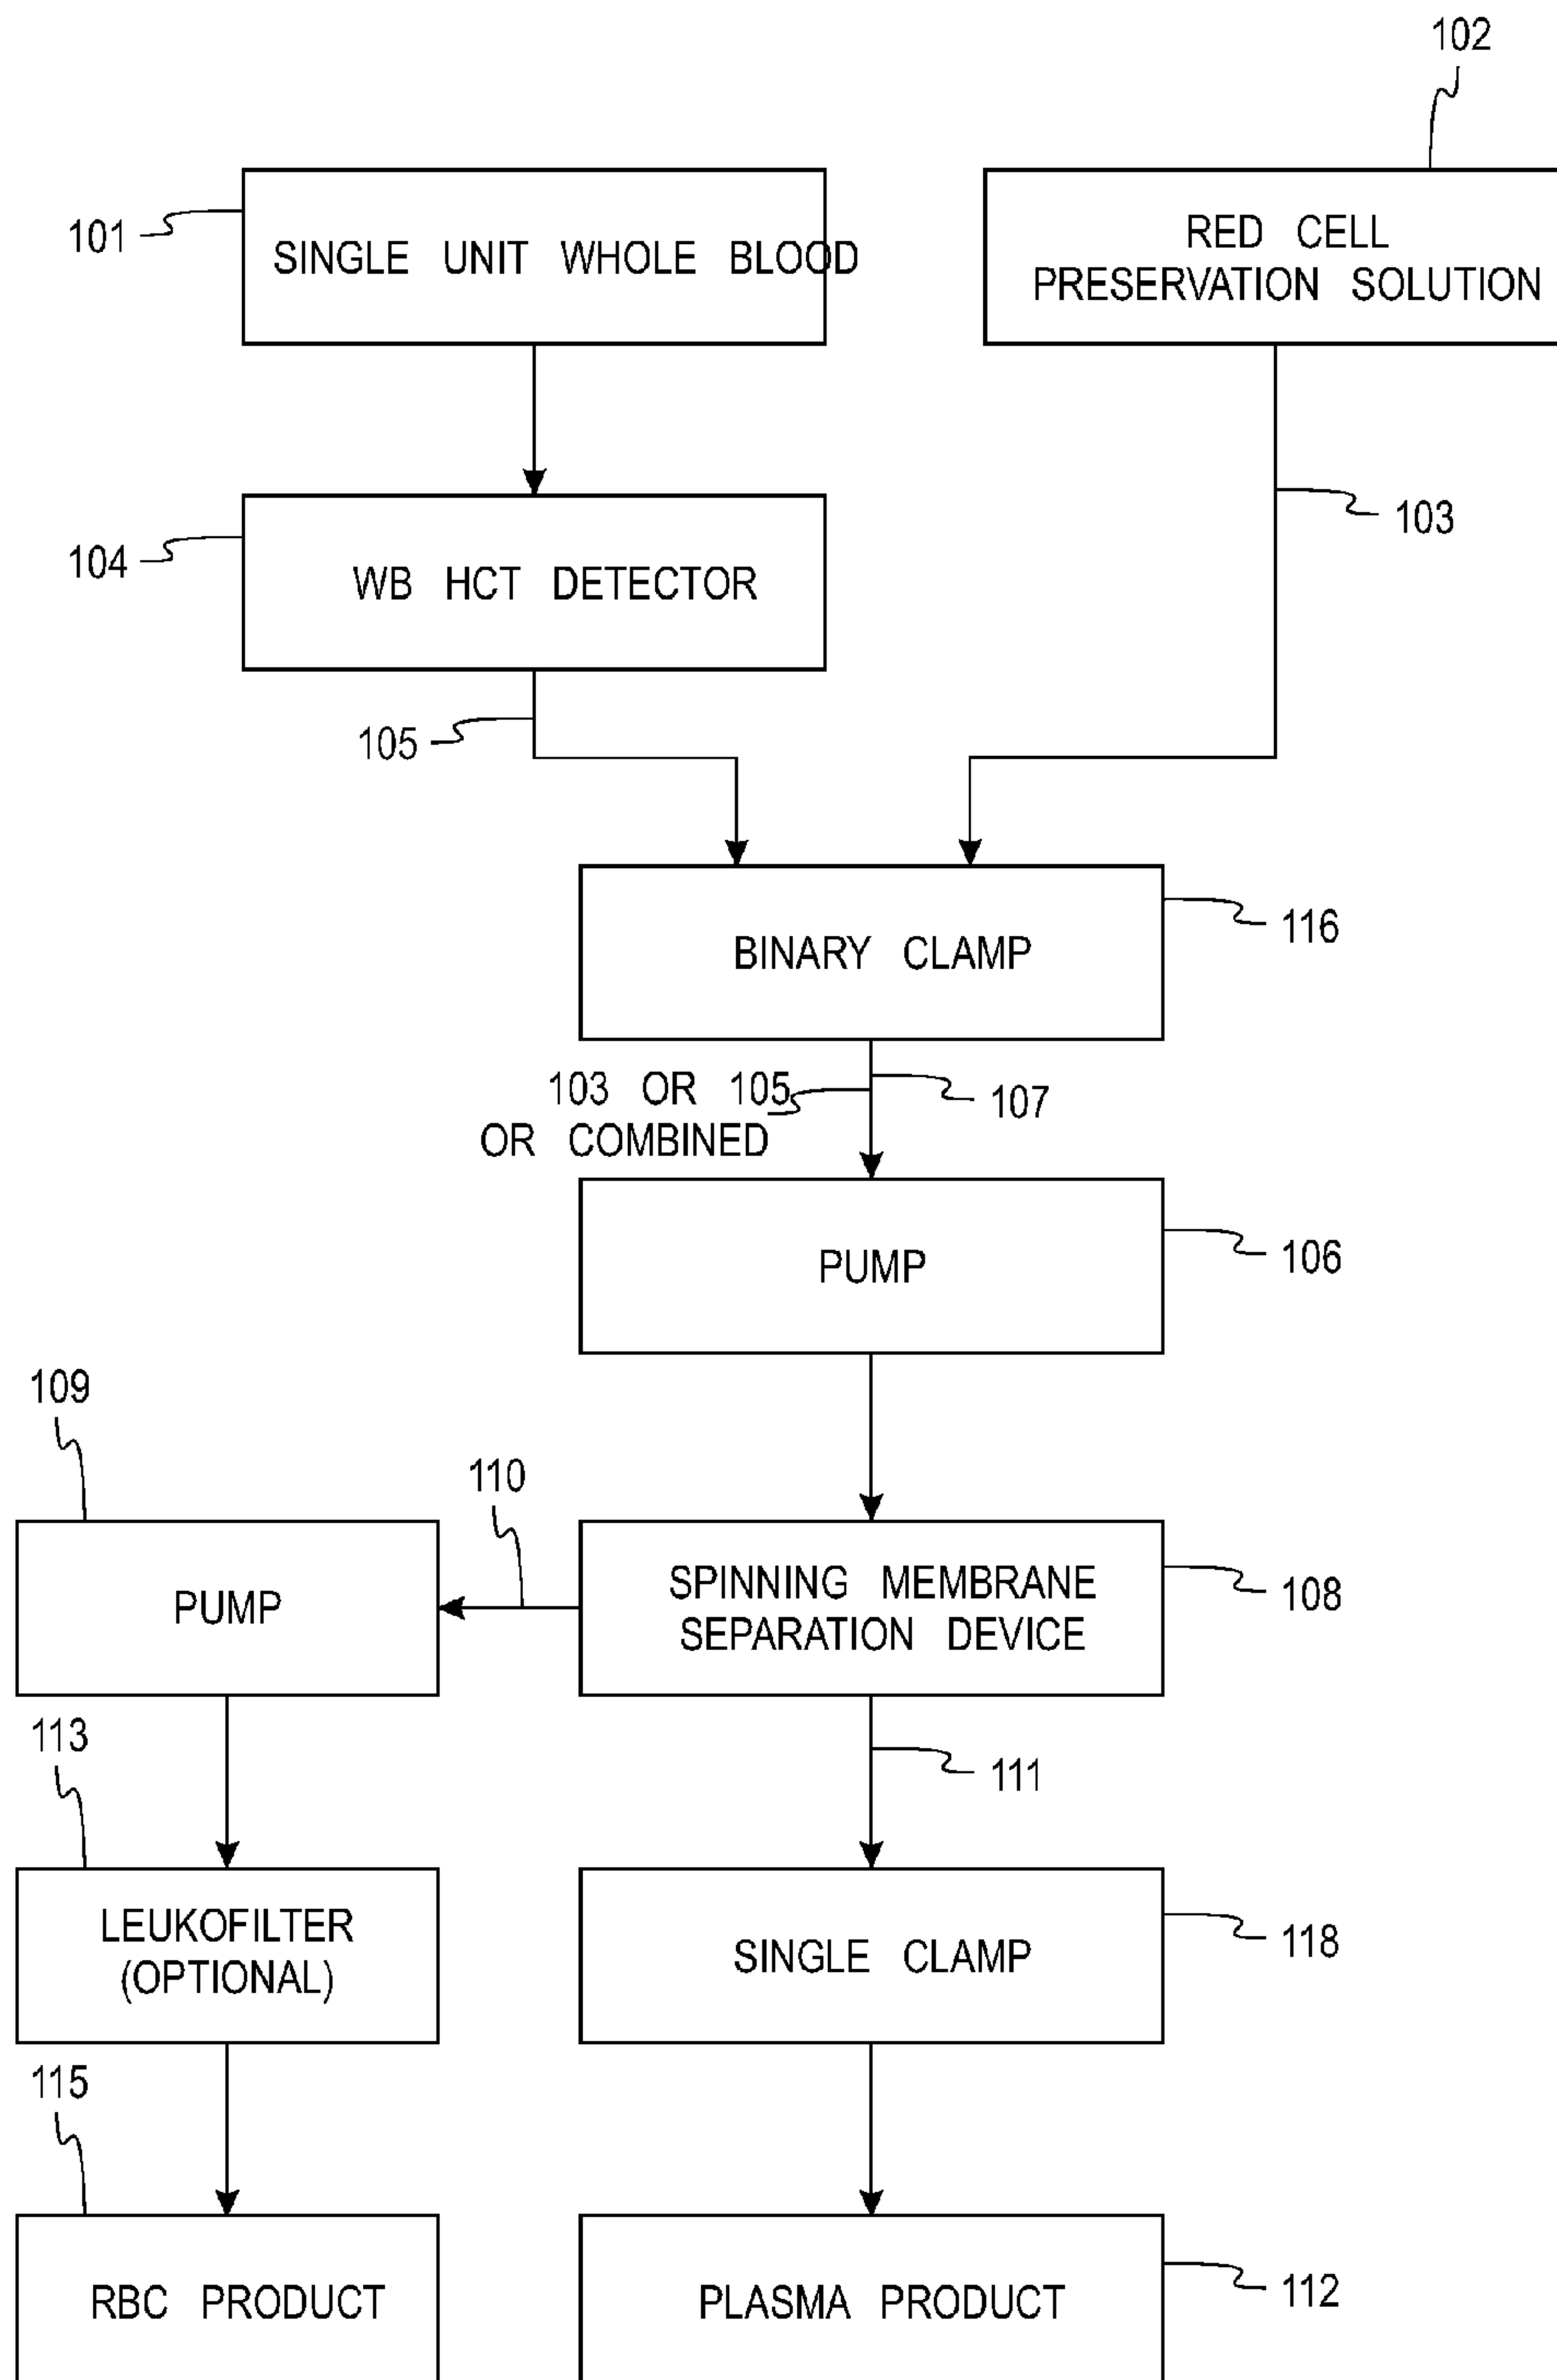 102
101
SINGLE UNIT WHOLE BLOOD
RED CELL
PRESERVATION SOLUTION
103
104
WB HCT DETECTOR
105
BINARY CLAMP
116
103 OR 105
OR COMBINED
107
PUMP
106
109
110
PUMP
SPINNING MEMBRANE
SEPARATION DEVICE
108
113
111
LEUKOFILTER
(OPTIONAL)
SINGLE CLAMP
118
115
RBC PRODUCT
PLASMA PRODUCT
112